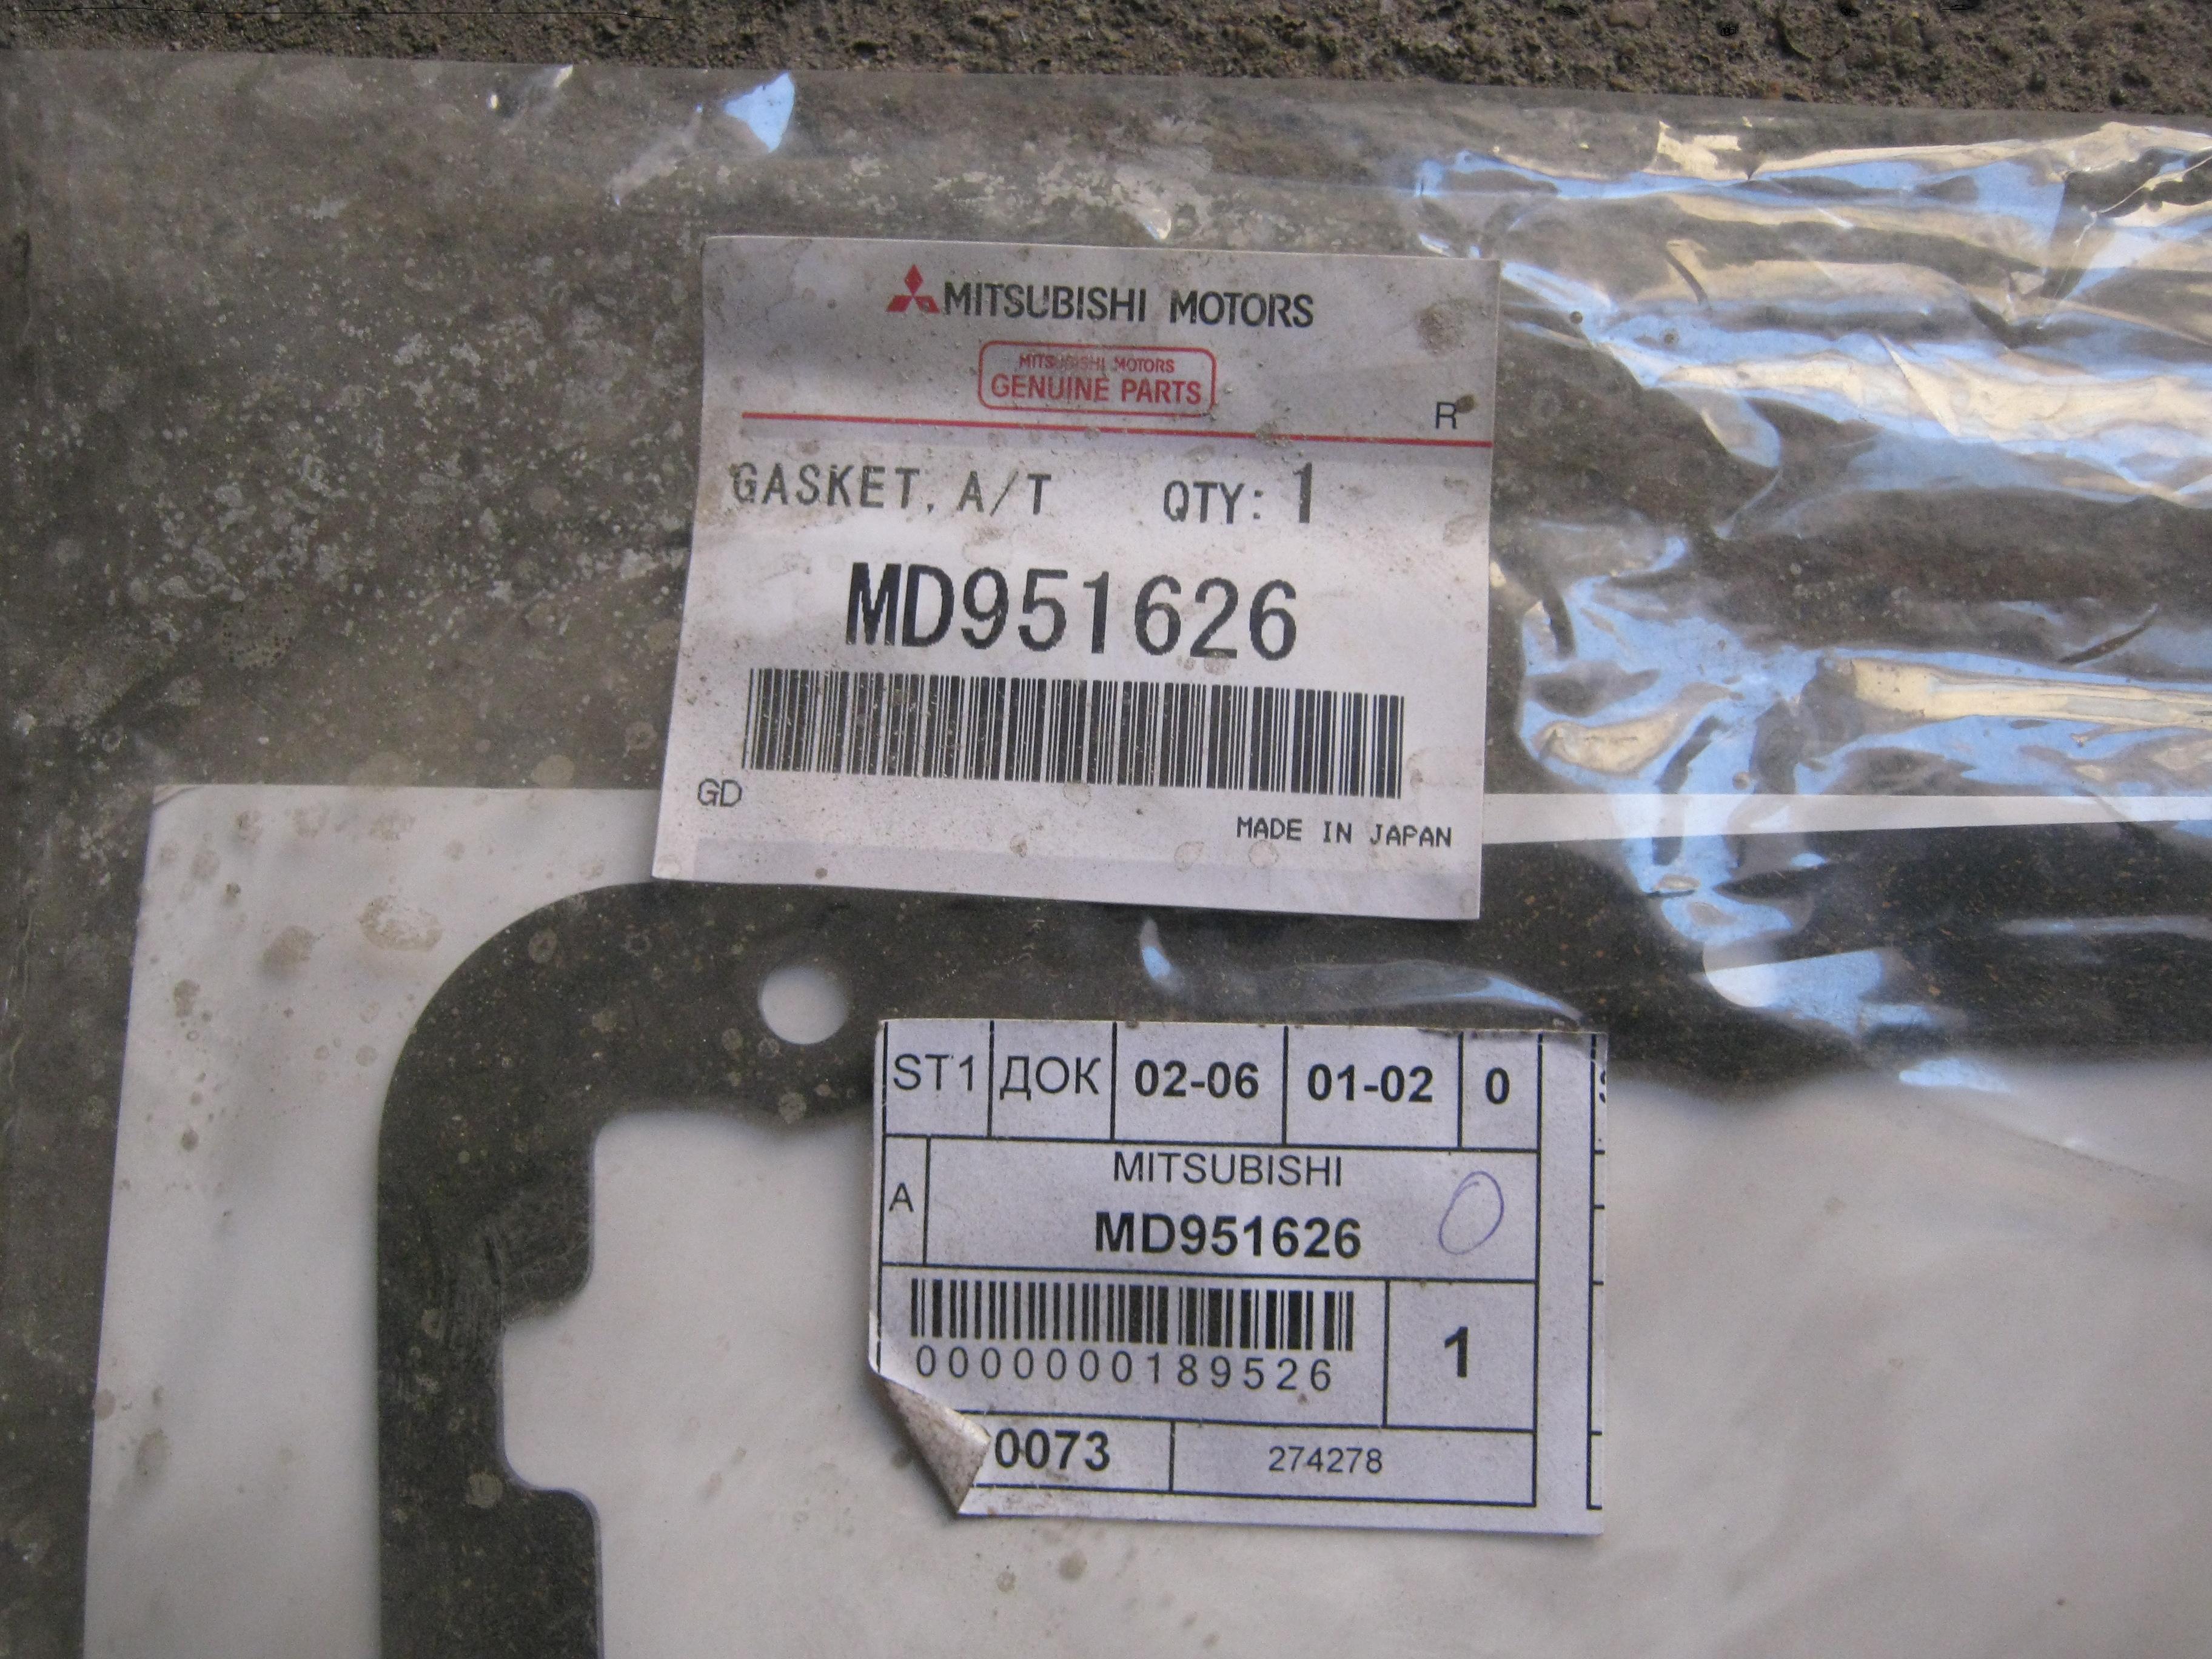 MITSUBISHI MOTORS
MITSUBISHI MOTORS
GENUINE PARTS
R
GASKET, A/T QTY: 1
MD951626
GD
MADE IN JAPAN
ST1 ДОК 02-06 01-02 0
MITSUBISHI
A
MD951626
0
0000000189526
1
0073 274278